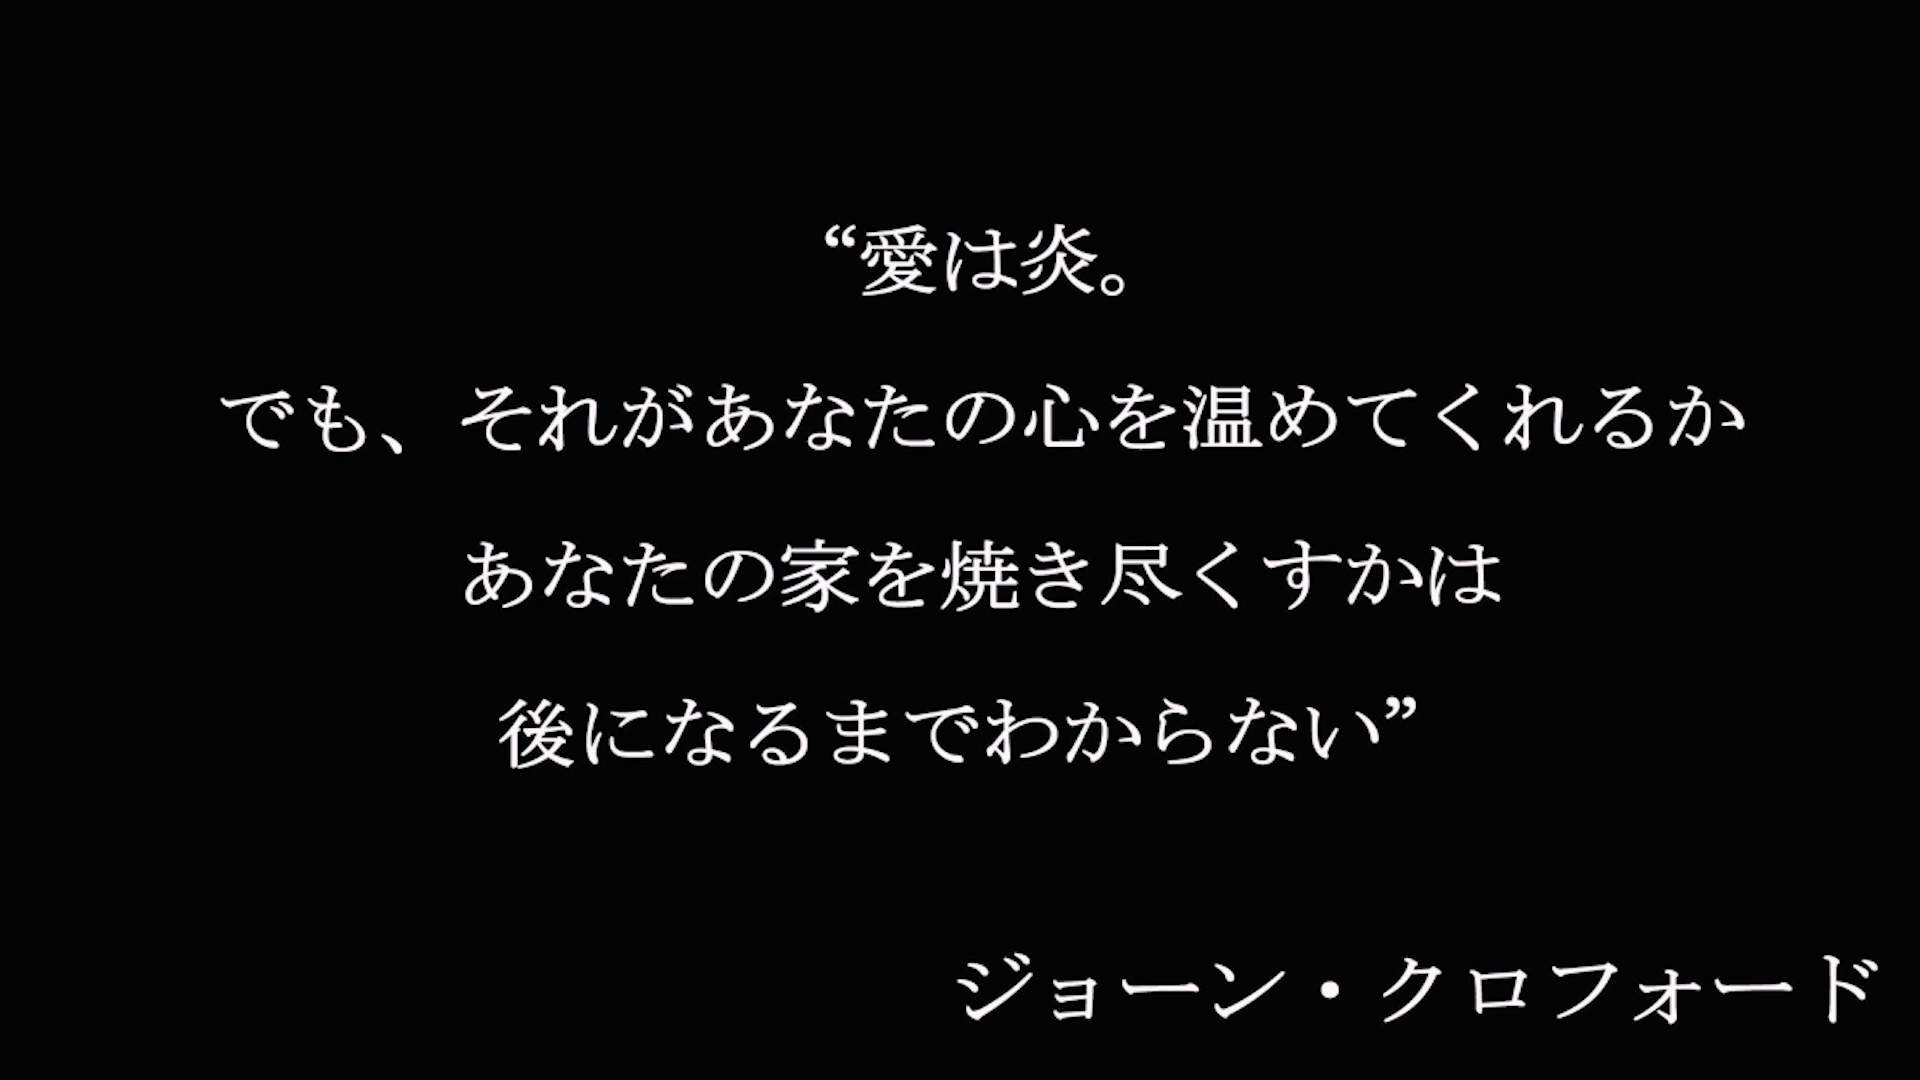 “愛は炎。
でも、それがあなたの心を温めてくれるか
あなたの家を焼き尽くすかは
後になるまでわからない”
ジョーン・クロフォード